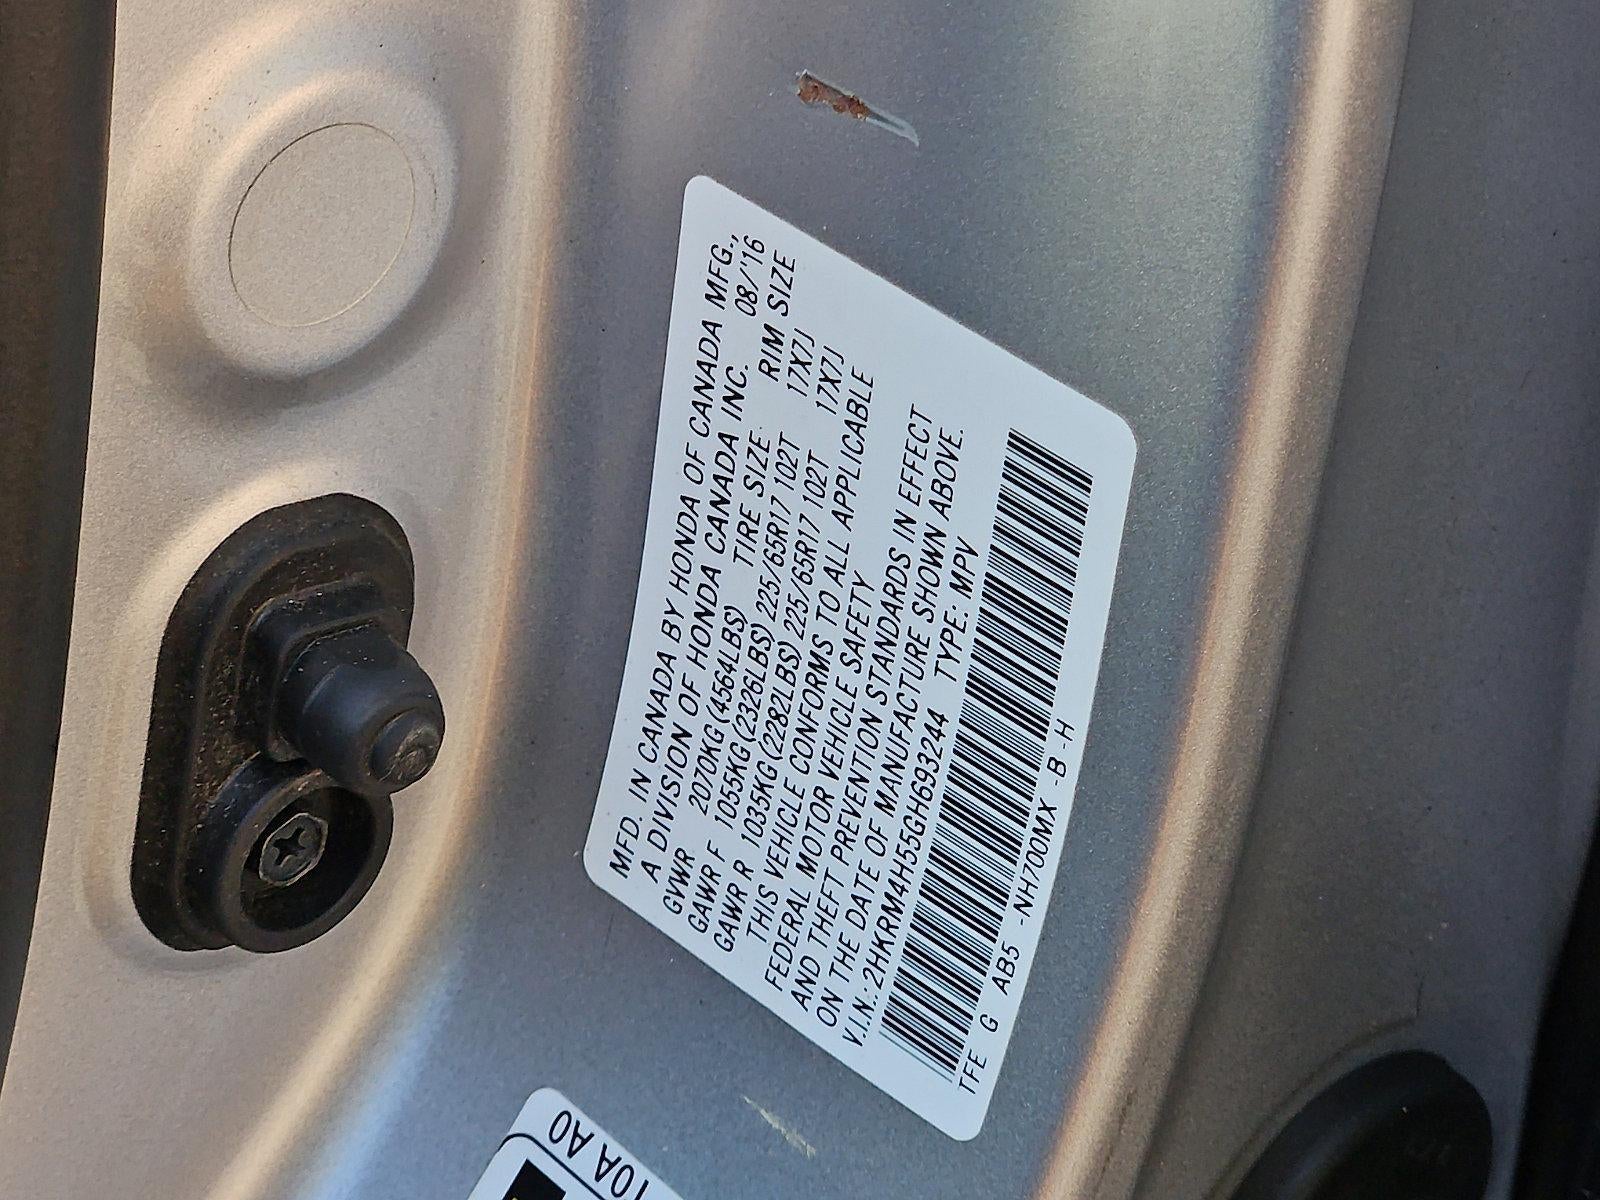 MFD. IN CANADA BY HONDA OF CANADA MFG.,
A DIVISION OF HONDA CANADA INC. 08/'16
GVWR 2070KG(4564LBS) TIRE SIZE RIM SIZE
GAWR F 1055KG(2326LBS) 225/65R17 102T 17X7J
GAWR R 1035KG(2282LBS) 225/65R17 102T 17X7J
THIS VEHICLE CONFORMS TO ALL APPLICABLE
FEDERAL MOTOR VEHICLE SAFETY
AND THEFT PREVENTION STANDARDS IN EFFECT
ON THE DATE OF MANUFACTURE SHOWN ABOVE.
V.I.N.: 2HKRM4H55GH693244 TYPE: MPV
TFE G AB5 -NH700MX -B -H
10A A0